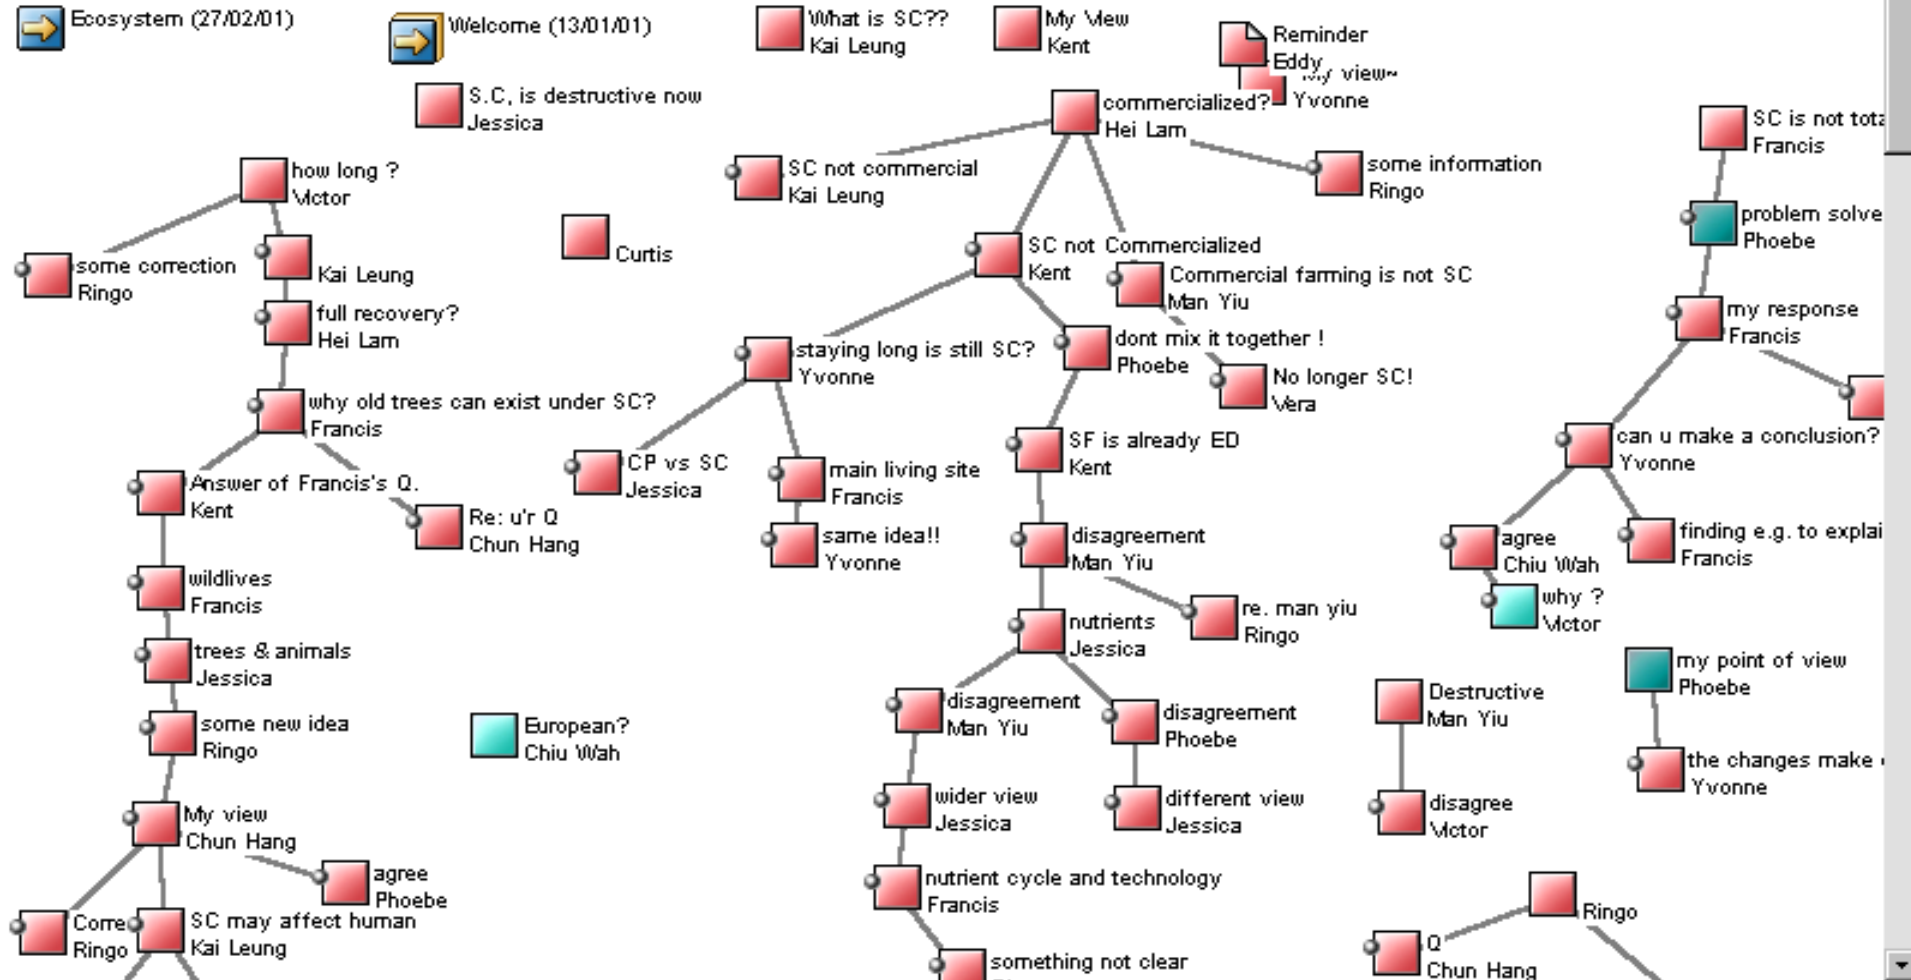 Ecosystem (27/02/01)
Welcome (13/01/01)
What is SC??
Kai Leung
My View
Kent
Reminder
Eddy
My view~
Yvonne
S.C, is destructive now
Jessica
commercialized?
Hei Lam
SC is not tota
Francis
how long ?
Victor
SC not commercial
Kai Leung
some information
Ringo
problem solve
Phoebe
some correction
Ringo
Kai Leung
Curtis
SC not Commercialized
Kent
Commercial farming is not SC
Man Yiu
full recovery?
Hei Lam
my response
Francis
staying long is still SC?
Yvonne
dont mix it together !
Phoebe
No longer SC!
Vera
why old trees can exist under SC?
Francis
can u make a conclusion?
Yvonne
SF is already ED
Kent
CP vs SC
Jessica
main living site
Francis
Answer of Francis's Q.
Kent
Re: u'r Q
Chun Hang
same idea!!
Yvonne
disagreement
Man Yiu
agree
Chiu Wah
finding e.g. to explai
Francis
wildlives
Francis
why ?
Victor
re. man yiu
Ringo
nutrients
Jessica
trees & animals
Jessica
my point of view
Phoebe
disagreement
Man Yiu
disagreement
Phoebe
Destructive
Man Yiu
some new idea
Ringo
European?
Chiu Wah
the changes make
Yvonne
wider view
Jessica
different view
Jessica
disagree
Victor
My view
Chun Hang
agree
Phoebe
nutrient cycle and technology
Francis
Ringo
Corre
Ringo
SC may affect human
Kai Leung
Q
Chun Hang
something not clear